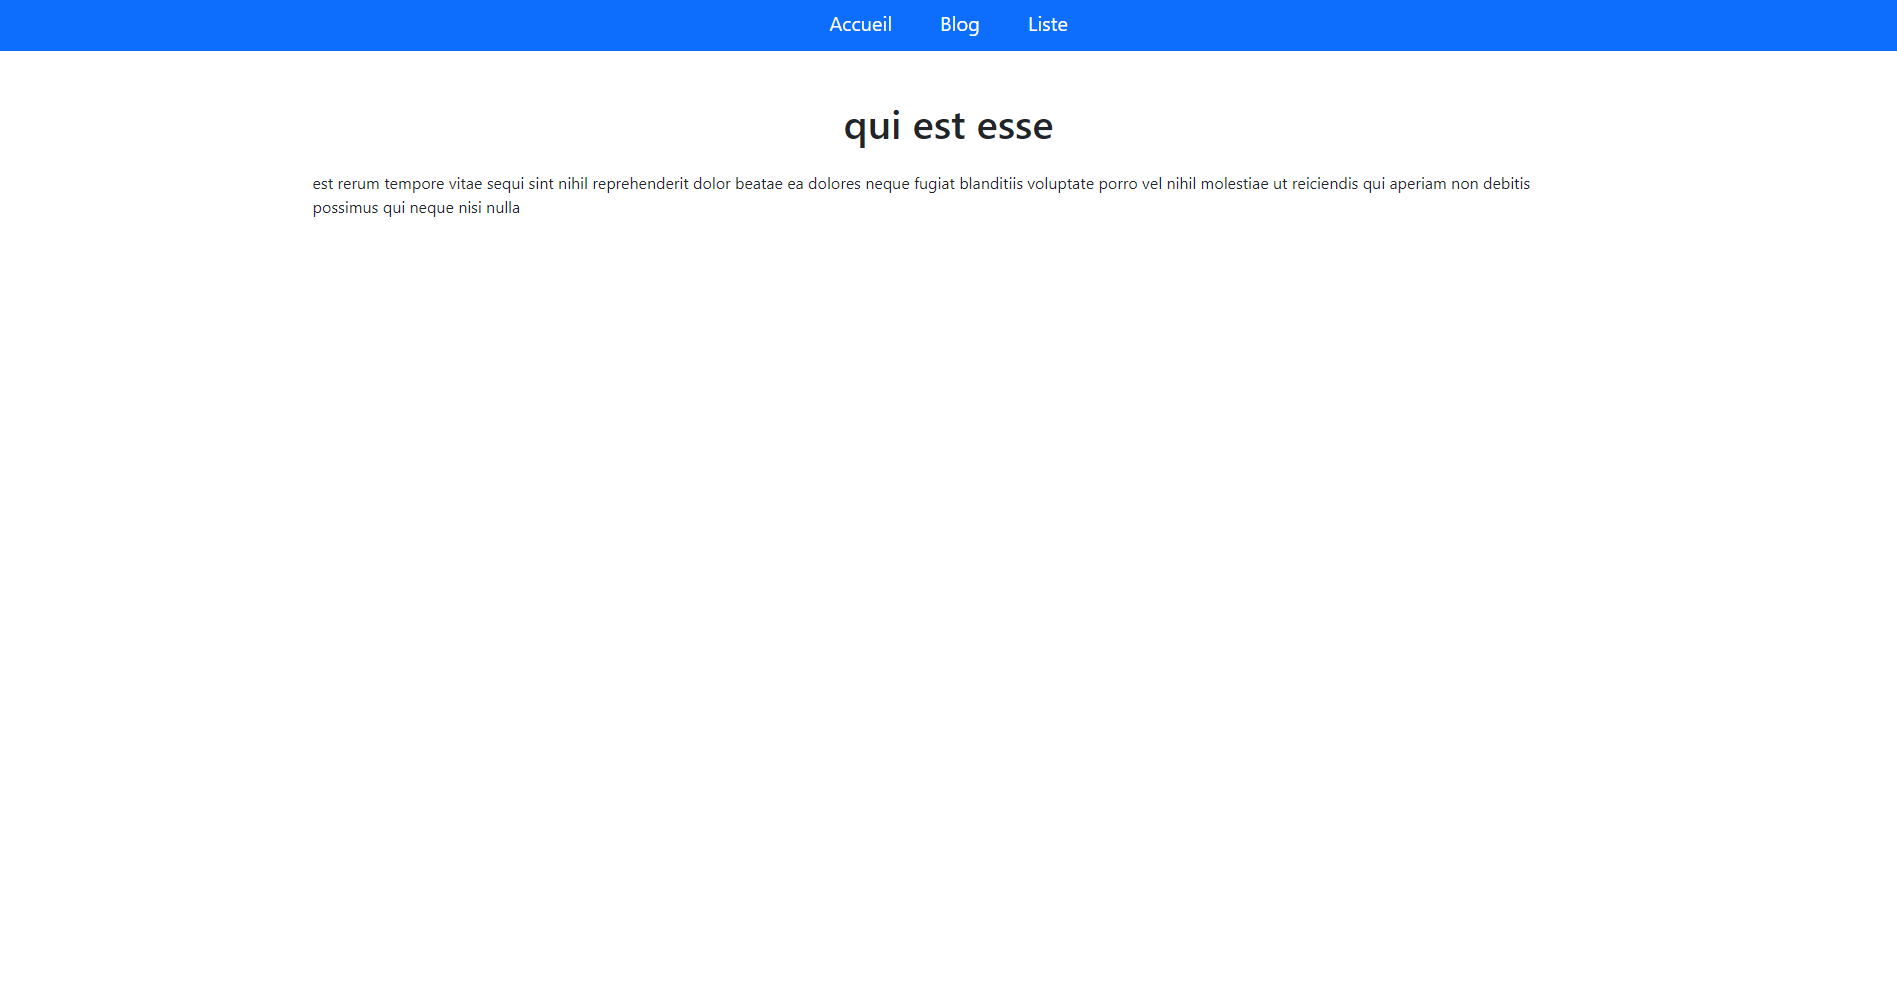 Accueil Blog Liste
qui est esse
est rerum tempore vitae sequi sint nihil reprehenderit dolor beatae ea dolores neque fugiat blanditiis voluptate porro vel nihil molestiae ut reiciendis qui aperiam non debitis
possimus qui neque nisi nulla